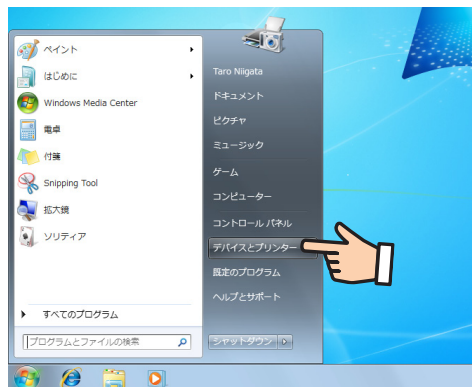 ペイント
はじめに
Windows Media Center
電卓
付箋
Snipping Tool
拡大鏡
ソリティア
すべてのプログラム
プログラムとファイルの検索
Taro Niigata
ドキュメント
ピクチャ
ミュージック
ゲーム
コンピューター
コントロール パネル
デバイスとプリンター
既定のプログラム
ヘルプとサポート
シャットダウン